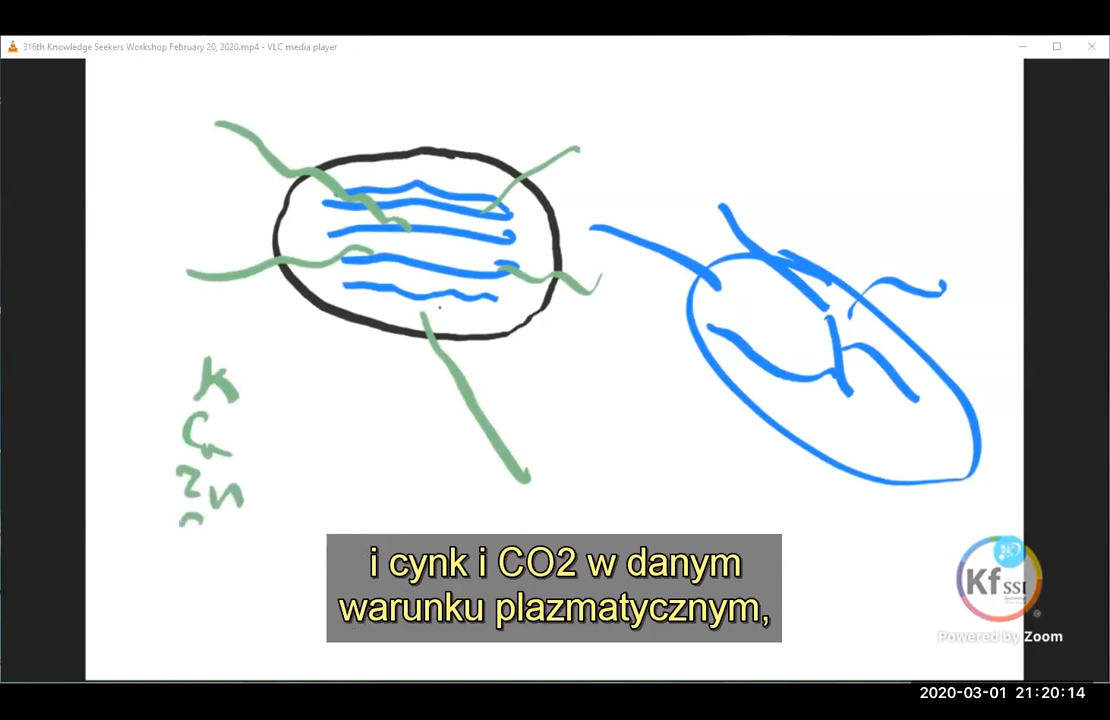 316th Knowledge Seekers Workshop February 20, 2020.mp4 - VLC media player
K
Zn
i cynk i CO2 w danym
warunku plazmatycznym,
Kf SSI
Powered by Zoom
2020-03-01 21:20:14